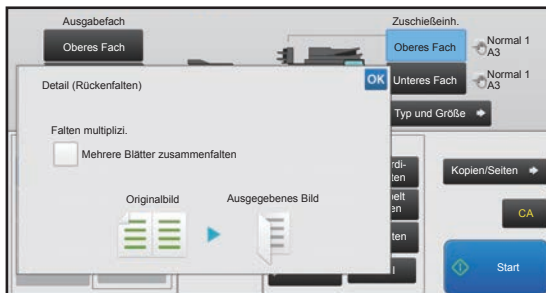 Ausgabefach
Zuschießeinh.
Oberes Fach
Oberes Fach
Normal 1
A3
OK
Unteres Fach
Normal 1
A3
Detail (Rückenfalten)
Typ und Größe
Falten multiplizi.
Mehrere Blätter zusammenfalten
Kopien/Seiten
Originalbild
Ausgegebenes Bild
CA
Start